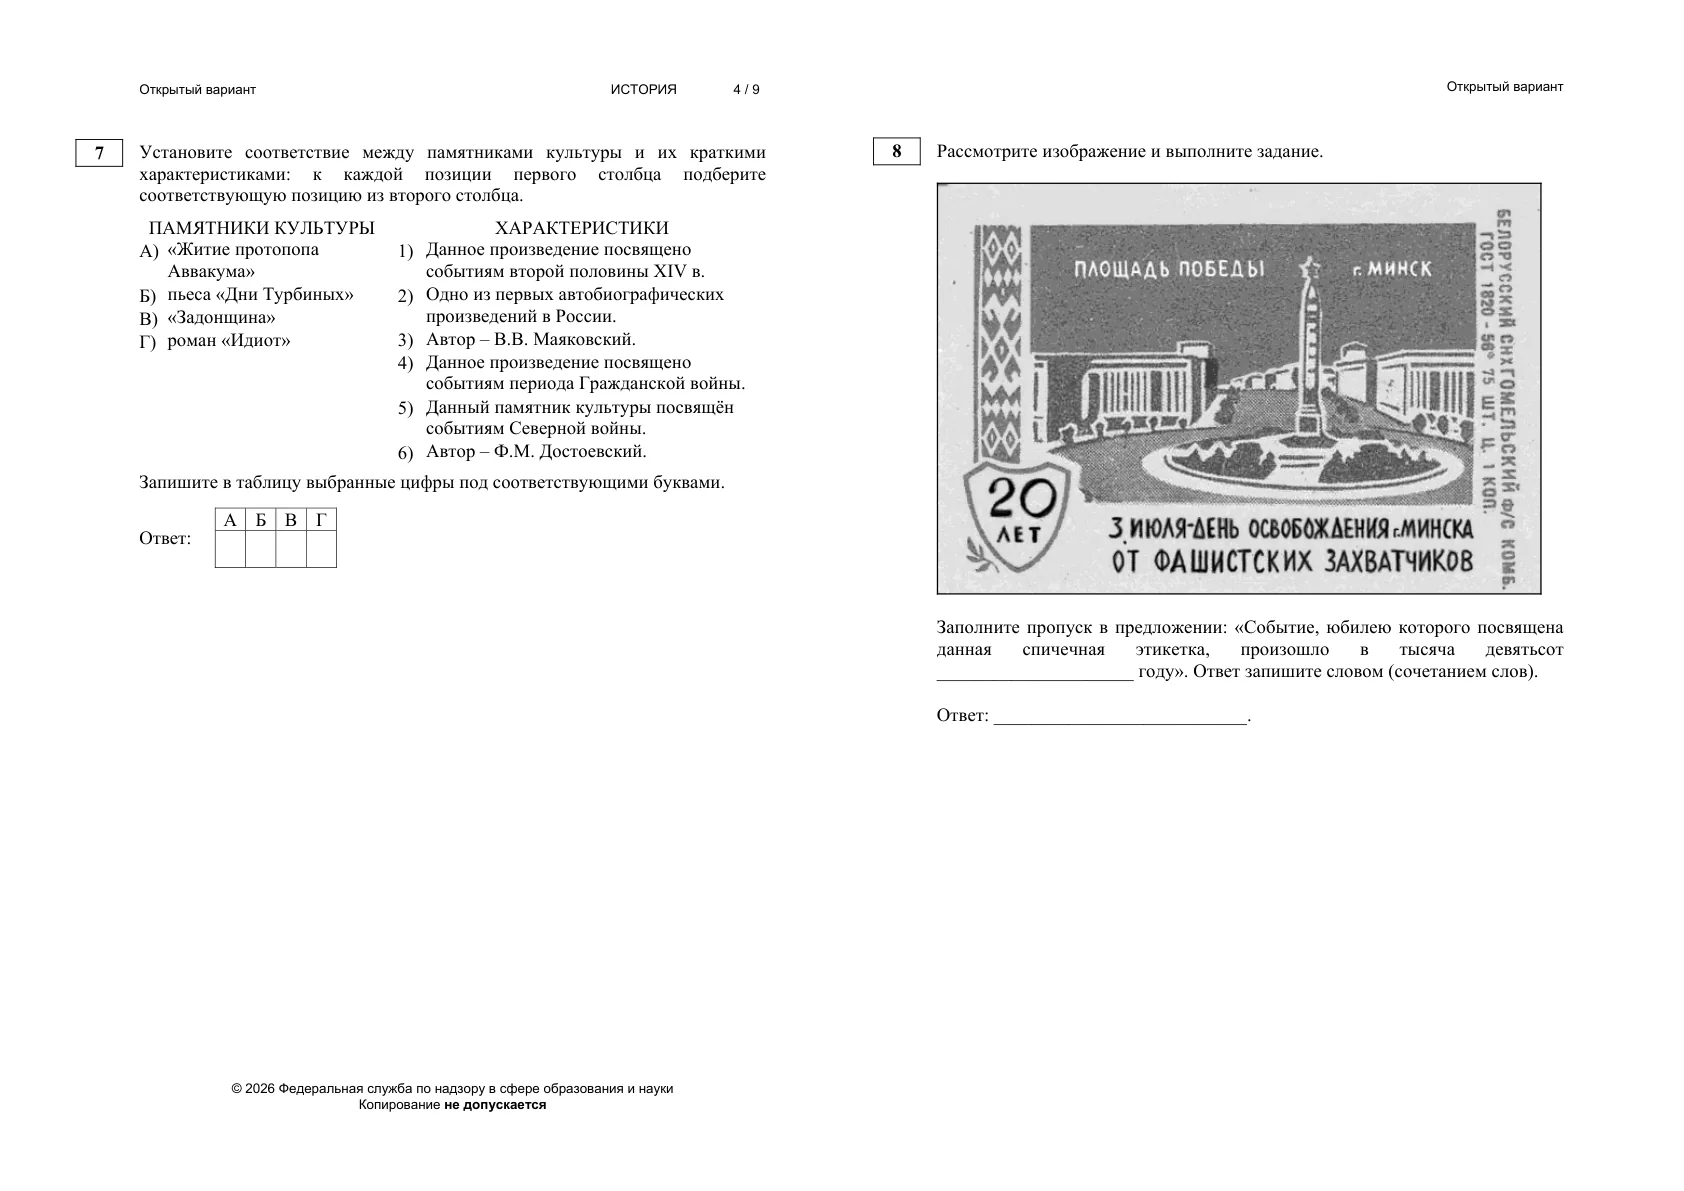 Открытый вариант
ИСТОРИЯ
4 / 9
7
Установите соответствие между памятниками культуры и их краткими
характеристиками: к каждой позиции первого столбца подберите
соответствующую позицию из второго столбца.
ПАМЯТНИКИ КУЛЬТУРЫ
А) «Житие протопопа
Аввакума»
Б) пьеса «Дни Турбиных»
В) «Задонщина»
Г) роман «Идиот»
ХАРАКТЕРИСТИКИ
1) Данное произведение посвящено
событиям второй половины XIV в.
2) Одно из первых автобиографических
произведений в России.
3) Автор – В.В. Маяковский.
4) Данное произведение посвящено
событиям периода Гражданской войны.
5) Данный памятник культуры посвящён
событиям Северной войны.
6) Автор – Ф.М. Достоевский.
Запишите в таблицу выбранные цифры под соответствующими буквами.
Ответ:
А Б В Г
© 2026 Федеральная служба по надзору в сфере образования и науки
Копирование не допускается
Открытый вариант
8
Рассмотрите изображение и выполните задание.
ПЛОЩАДЬ ПОБЕДЫ
г. МИНСК
БЕЛОРУССКИЙ СНХ ГОМЕЛЬСКИЙ Ф/С КОМБ.
ГОСТ 1820 - 56* 75 ШТ. Ц. 1 КОП.
20
ЛЕТ
3 ИЮЛЯ-ДЕНЬ ОСВОБОЖДЕНИЯ г.МИНСКА
ОТ ФАШИСТСКИХ ЗАХВАТЧИКОВ
Заполните пропуск в предложении: «Событие, юбилею которого посвящена
данная спичечная этикетка, произошло в тысяча девятьсот
_____________________ году». Ответ запишите словом (сочетанием слов).
Ответ: ___________________________.